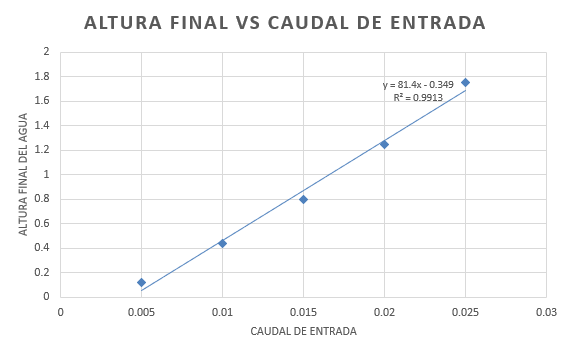 ALTURA FINAL VS CAUDAL DE ENTRADA
2
1.8
y = 81.4x - 0.349
R² = 0.9913
1.6
1.4
1.2
1
0.8
0.6
0.4
0.2
0
ALTURA FINAL DEL AGUA
0 0.005 0.01 0.015 0.02 0.025 0.03
CAUDAL DE ENTRADA